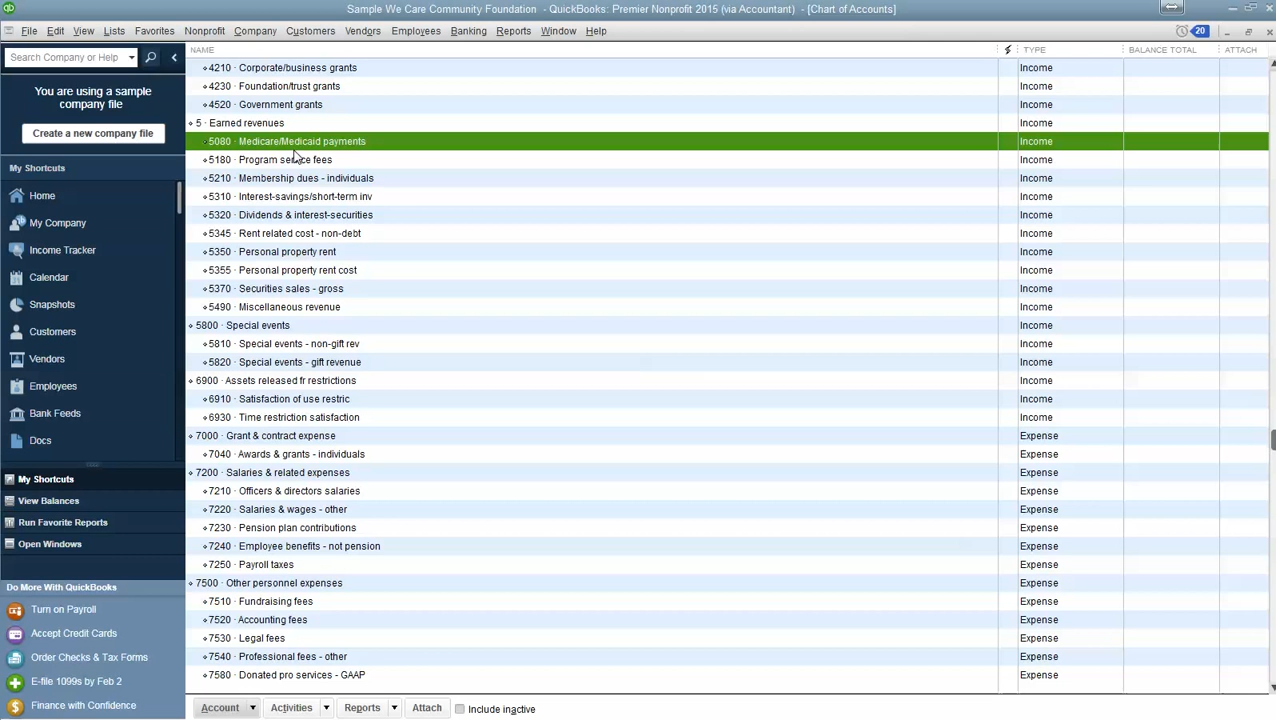 Sample We Care Community Foundation - QuickBooks: Premier Nonprofit 2015 (via Accountant) - [Chart of Accounts]
File Edit View Lists Favorites Nonprofit Company Customers Vendors Employees Banking Reports Window Help 20
Search Company or Help
You are using a sample
company file
Create a new company file
My Shortcuts
Home
My Company
Income Tracker
Calendar
Snapshots
Customers
Vendors
Employees
Bank Feeds
Docs
My Shortcuts
View Balances
Run Favorite Reports
Open Windows
Do More With QuickBooks
Turn on Payroll
Accept Credit Cards
Order Checks & Tax Forms
E-file 1099s by Feb 2
Finance with Confidence
NAME TYPE BALANCE TOTAL ATTACH
4210 · Corporate/business grants Income
4230 · Foundation/trust grants Income
4520 · Government grants Income
5 · Earned revenues Income
5080 · Medicare/Medicaid payments Income
5180 · Program service fees Income
5210 · Membership dues - individuals Income
5310 · Interest-savings/short-term inv Income
5320 · Dividends & interest-securities Income
5345 · Rent related cost - non-debt Income
5350 · Personal property rent Income
5355 · Personal property rent cost Income
5370 · Securities sales - gross Income
5490 · Miscellaneous revenue Income
5800 · Special events Income
5810 · Special events - non-gift rev Income
5820 · Special events - gift revenue Income
6900 · Assets released fr restrictions Income
6910 · Satisfaction of use restric Income
6930 · Time restriction satisfaction Income
7000 · Grant & contract expense Expense
7040 · Awards & grants - individuals Expense
7200 · Salaries & related expenses Expense
7210 · Officers & directors salaries Expense
7220 · Salaries & wages - other Expense
7230 · Pension plan contributions Expense
7240 · Employee benefits - not pension Expense
7250 · Payroll taxes Expense
7500 · Other personnel expenses Expense
7510 · Fundraising fees Expense
7520 · Accounting fees Expense
7530 · Legal fees Expense
7540 · Professional fees - other Expense
7580 · Donated pro services - GAAP Expense
Account Activities Reports Attach Include inactive